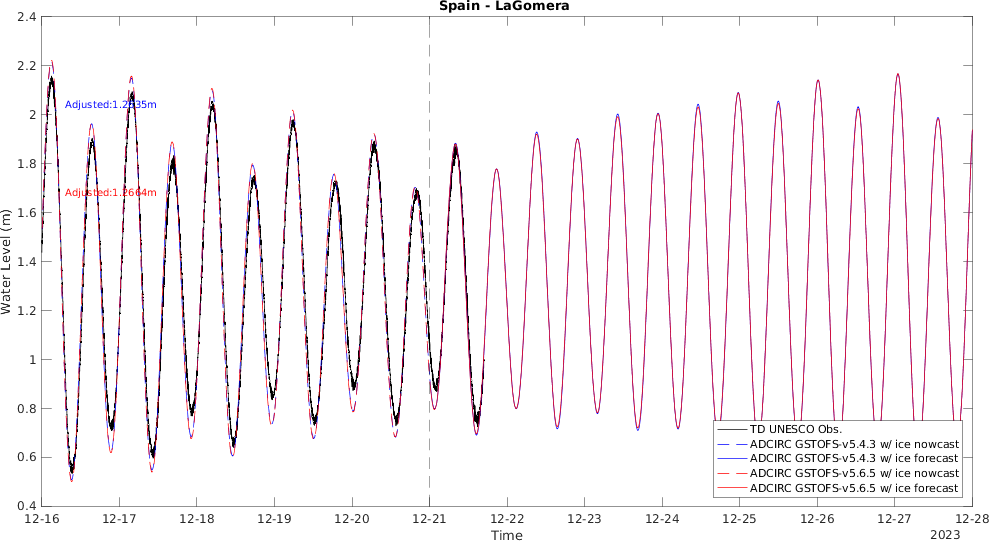 Spain - LaGomera
2.4
2.2
2
1.8
1.6
1.4
1.2
1
0.8
0.6
0.4
Water Level (m)
Adjusted:1.2935m
Adjusted:1.2664m
TD UNESCO Obs.
ADCIRC GSTOFS-v5.4.3 w/ ice nowcast
ADCIRC GSTOFS-v5.4.3 w/ ice forecast
ADCIRC GSTOFS-v5.6.5 w/ ice nowcast
ADCIRC GSTOFS-v5.6.5 w/ ice forecast
12-16 12-17 12-18 12-19 12-20 12-21 12-22 12-23 12-24 12-25 12-26 12-27 12-28
Time
2023